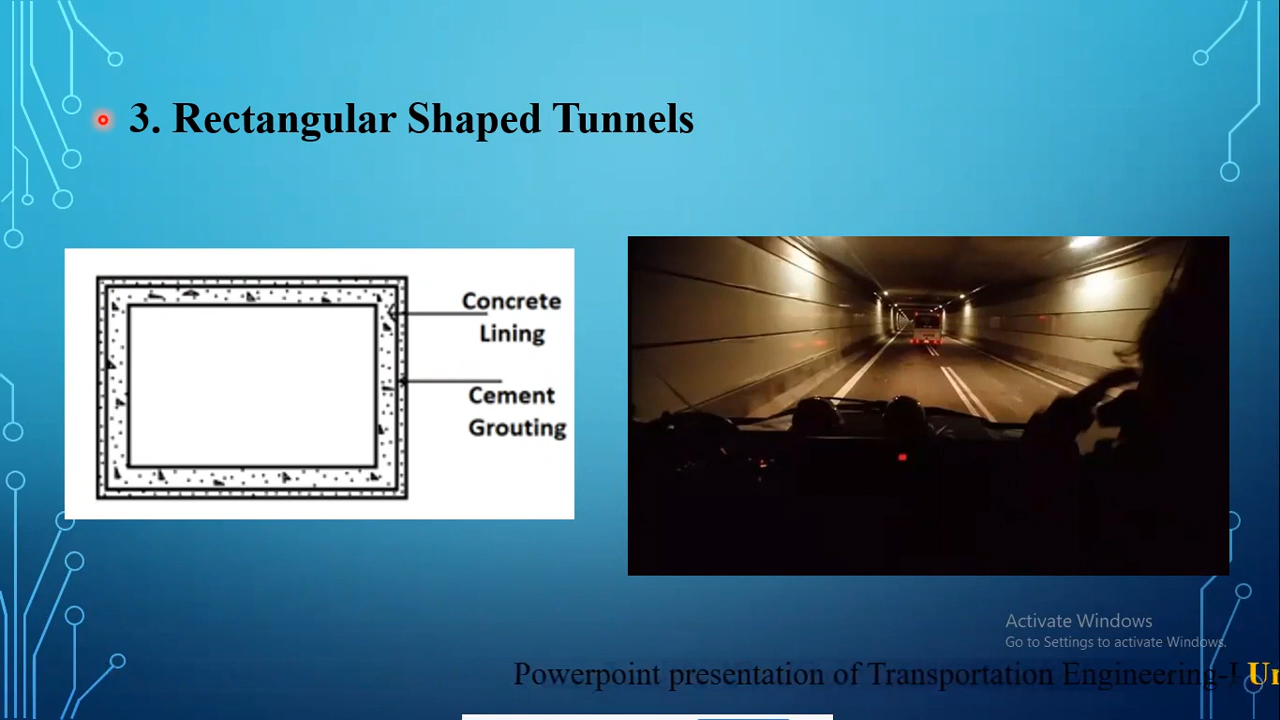 3. Rectangular Shaped Tunnels
Concrete
Lining
Cement
Grouting
Activate Windows
Go to Settings to activate Windows.
Powerpoint presentation of Transportation Engineering-I